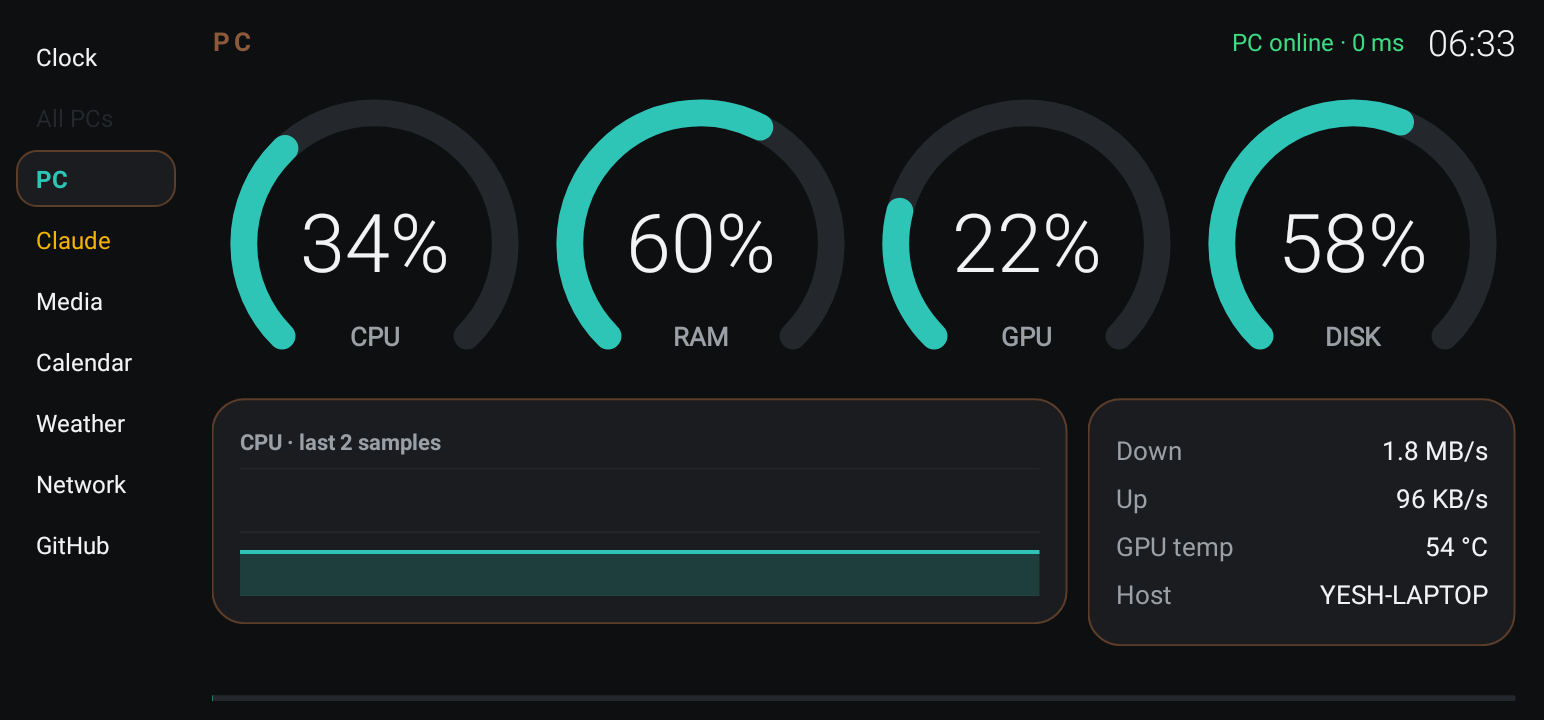 Clock
All PCs
PC
Claude
Media
Calendar
Weather
Network
GitHub
PC
PC online · 0 ms 06:33
34%
CPU
60%
RAM
22%
GPU
58%
DISK
CPU · last 2 samples
Down 1.8 MB/s
Up 96 KB/s
GPU temp 54 °C
Host YESH-LAPTOP